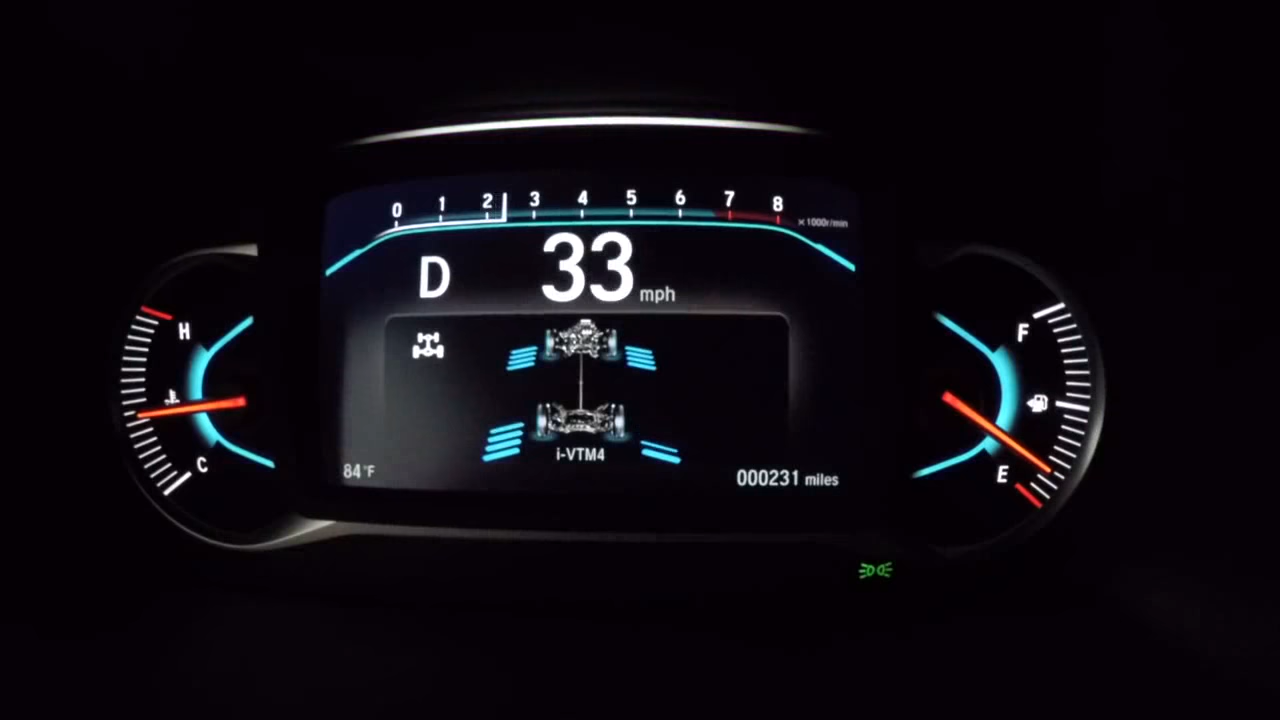 0 1 2 3 4 5 6 7 8
×1000r/min
D 33 mph
H
F
C
E
i-VTM4
84°F
000231 miles